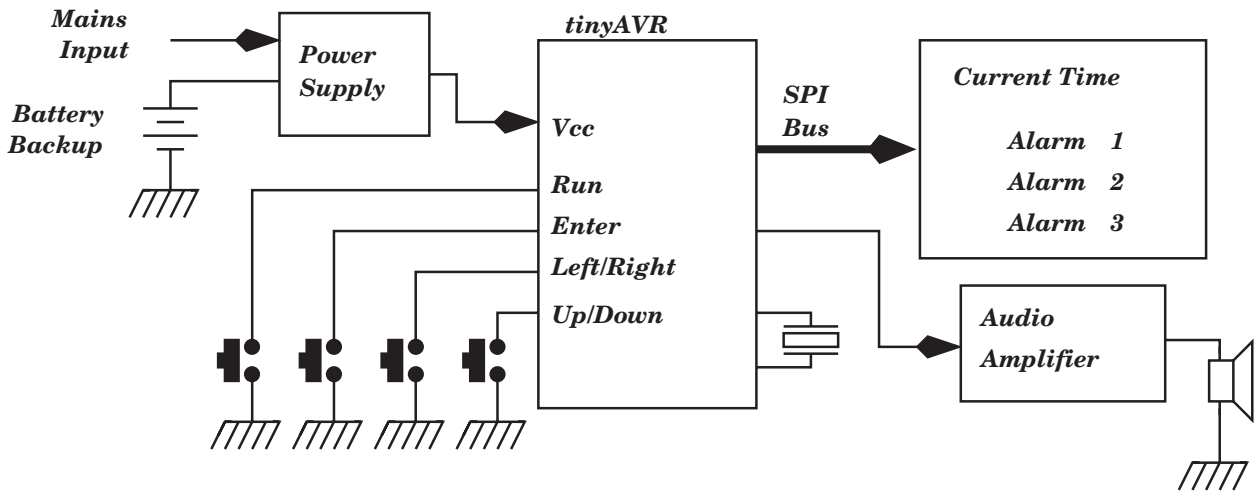 Mains
Input
Power
Supply
Battery
Backup
tinyAVR
Vcc
Run
Enter
Left/Right
Up/Down
SPI
Bus
Current Time
Alarm 1
Alarm 2
Alarm 3
Audio
Amplifier